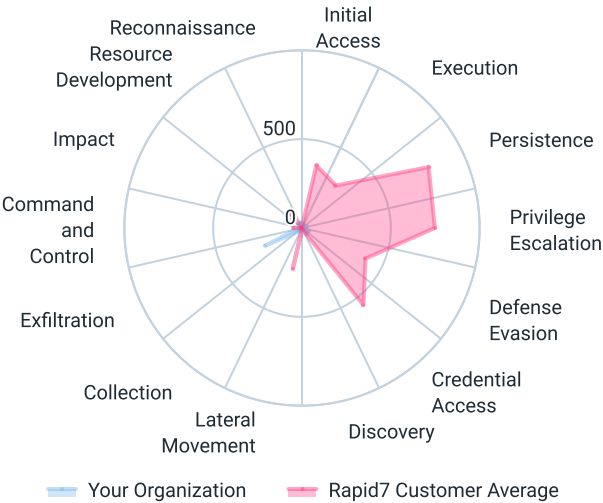 Reconnaissance
Initial
Access
Resource
Development
Execution
Impact
500
Persistence
Command
and
Control
0
Privilege
Escalation
Exfiltration
Defense
Evasion
Collection
Credential
Access
Lateral
Movement
Discovery
Your Organization
Rapid7 Customer Average